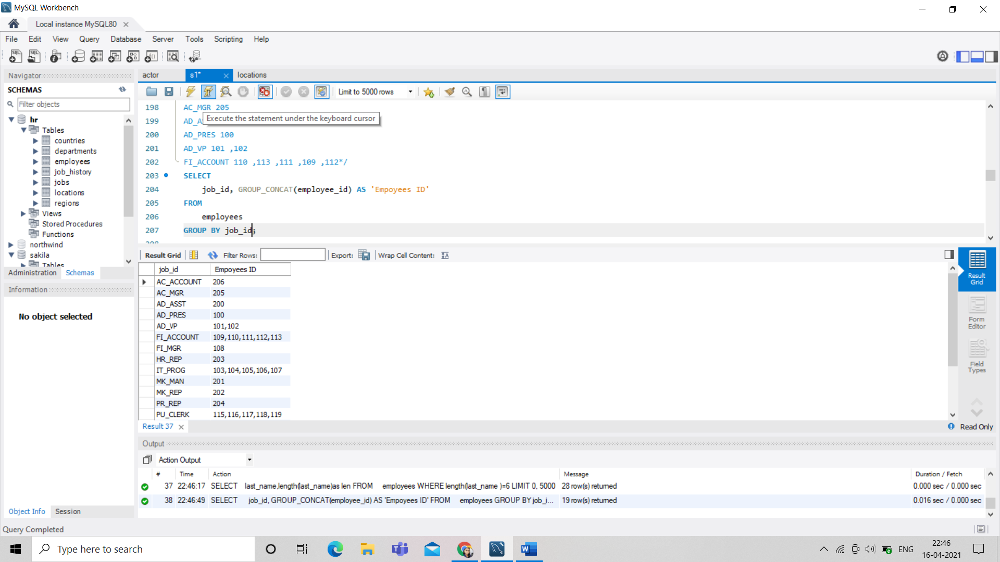 MySQL Workbench
Local instance MySQL80
File Edit View Query Database Server Tools Scripting Help
Navigator
SCHEMAS
Filter objects
hr
Tables
countries
departments
employees
job_history
jobs
locations
regions
Views
Stored Procedures
Functions
northwind
sakila
Tables
Administration Schemas
Information
No object selected
Object Info Session
actor s1* locations
Limit to 5000 rows
198 AC_MGR 205
Execute the statement under the keyboard cursor
199
200 AD_PRES 100
201 AD_VP 101 ,102
202 FI_ACCOUNT 110 ,113 ,111 ,109 ,112*/
203 SELECT
204 job_id, GROUP_CONCAT(employee_id) AS 'Empoyees ID'
205 FROM
206 employees
207 GROUP BY job_id;
208
Result Grid Filter Rows: Export: Wrap Cell Content:
job_id Empoyees ID
AC_ACCOUNT 206
AC_MGR 205
AD_ASST 200
AD_PRES 100
AD_VP 101,102
FI_ACCOUNT 109,110,111,112,113
FI_MGR 108
HR_REP 203
IT_PROG 103,104,105,106,107
MK_MAN 201
MK_REP 202
PR_REP 204
PU_CLERK 115,116,117,118,119
Result
Grid
Form
Editor
Field
Types
Result 37
Read Only
Output
Action Output
# Time Action Message Duration / Fetch
37 22:46:17 SELECT last_name,length(last_name)as len FROM employees WHERE length(last_name )=6 LIMIT 0, 5000 28 row(s) returned 0.000 sec / 0.000 sec
38 22:46:49 SELECT job_id, GROUP_CONCAT(employee_id) AS 'Empoyees ID' FROM employees GROUP BY job_i... 19 row(s) returned 0.016 sec / 0.000 sec
Query Completed
Type here to search
ENG
22:46
16-04-2021